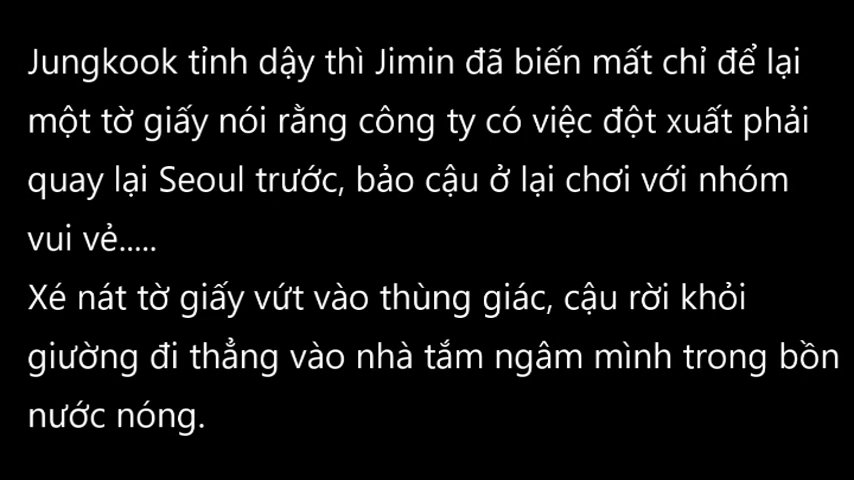 Jungkook tỉnh dậy thì Jimin đã biến mất chỉ để lại
một tờ giấy nói rằng công ty có việc đột xuất phải
quay lại Seoul trước, bảo cậu ở lại chơi với nhóm
vui vẻ.....
Xé nát tờ giấy vứt vào thùng giác, cậu rời khỏi
giường đi thẳng vào nhà tắm ngâm mình trong bồn
nước nóng.